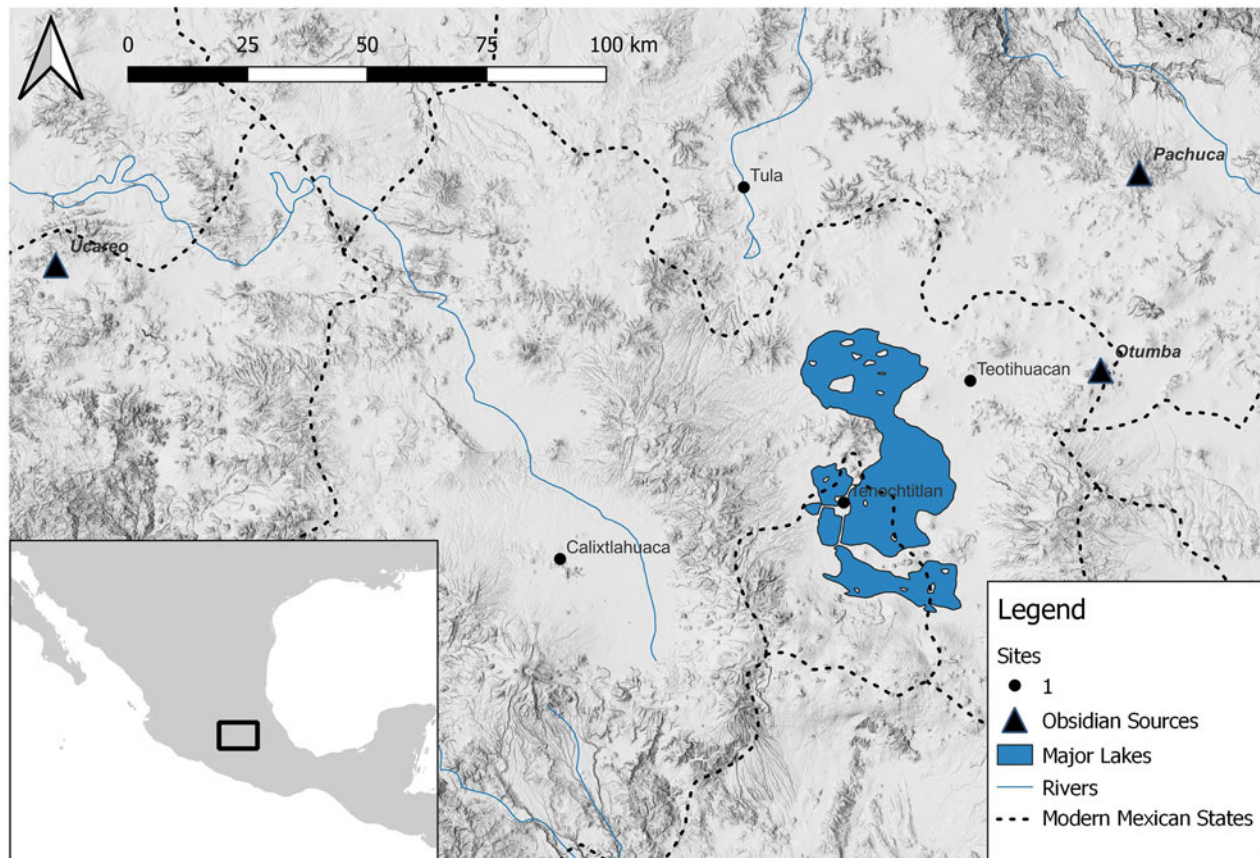 0 25 50 75 100 km
Pachuca
Tula
Ucareo
Otumba
Teotihuacan
Tenochtitlan
Calixtlahuaca
Legend
Sites
1
Obsidian Sources
Major Lakes
Rivers
Modern Mexican States